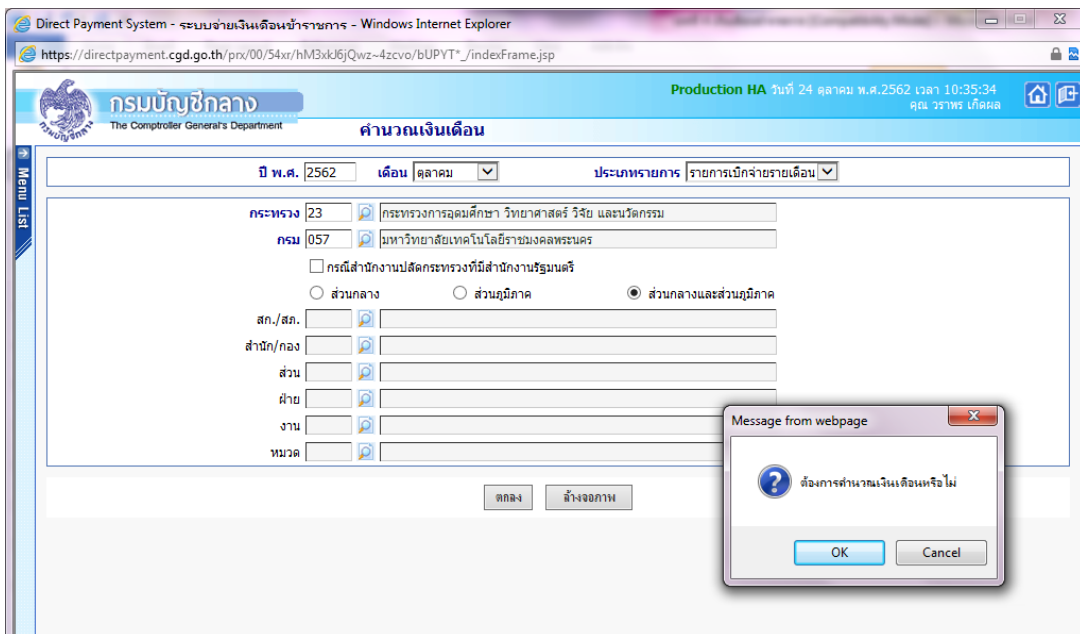 Direct Payment System - ระบบจ่ายเงินเดือนข้าราชการ - Windows Internet Explorer
https://directpayment.cgd.go.th/prx/00/54xr/hM3xkJ6jQwz~4zcvo/bUPYT*_/indexFrame.jsp
Production HA วันที่ 24 ตุลาคม พ.ศ.2562 เวลา 10:35:34
คุณ วราพร เกิดผล
กรมบัญชีกลาง
The Comptroller General's Department
คำนวณเงินเดือน
Menu List
ปี พ.ศ. 2562 เดือน ตุลาคม ประเภทรายการ รายการเบิกจ่ายรายเดือน
กระทรวง 23 กระทรวงการอุดมศึกษา วิทยาศาสตร์ วิจัย และนวัตกรรม
กรม 057 มหาวิทยาลัยเทคโนโลยีราชมงคลพระนคร
กรณีสำนักงานปลัดกระทรวงที่มีสำนักงานรัฐมนตรี
ส่วนกลาง ส่วนภูมิภาค ส่วนกลางและส่วนภูมิภาค
สก./สภ.
สำนัก/กอง
ส่วน
ฝ่าย
งาน
หมวด
ตกลง ล้างจอภาพ
Message from webpage
ต้องการคำนวณเงินเดือนหรือไม่
OK Cancel